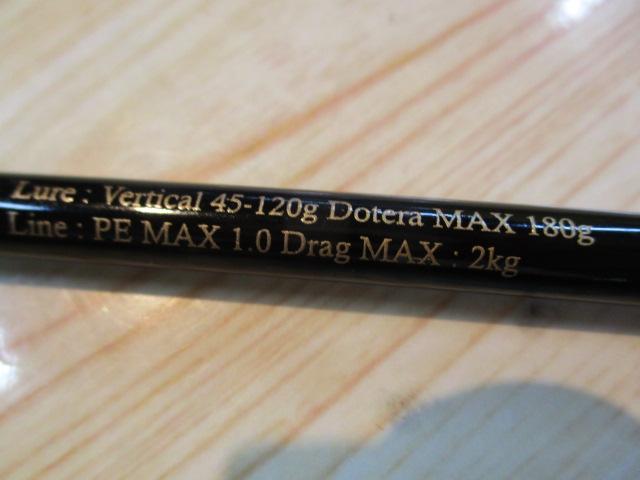 Lure : Vertical 45-120g Dotera MAX 180g
Line : PE MAX 1.0 Drag MAX : 2kg